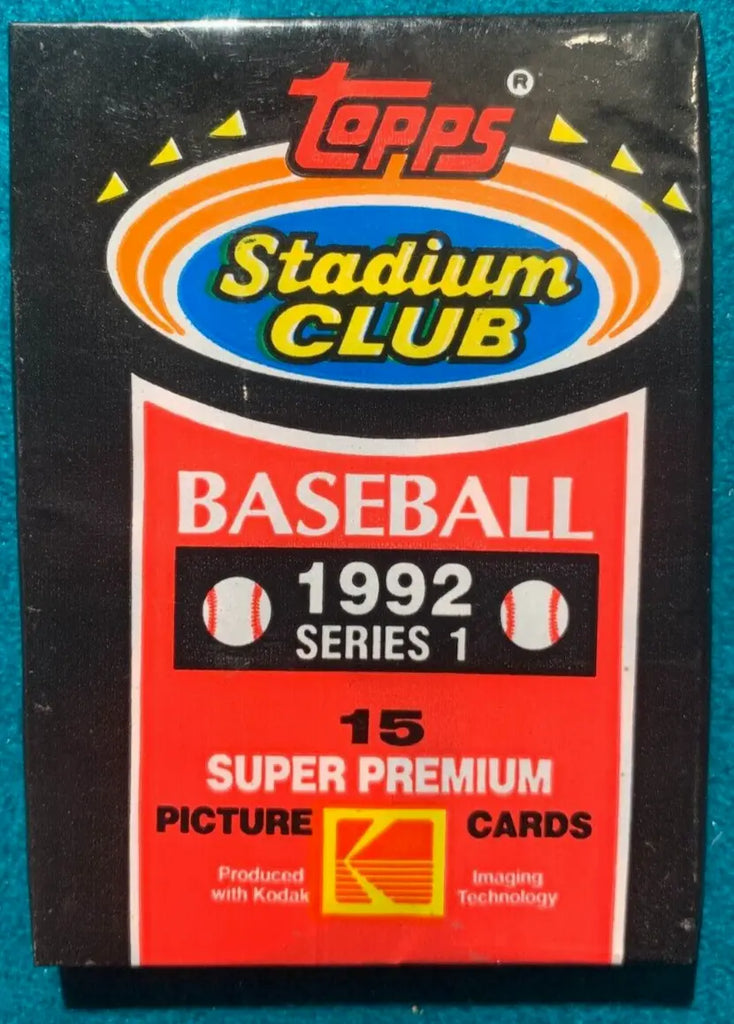 Topps®
Stadium
CLUB
BASEBALL
1992
SERIES 1
15
SUPER PREMIUM
PICTURE CARDS
Produced
with Kodak
Imaging
Technology